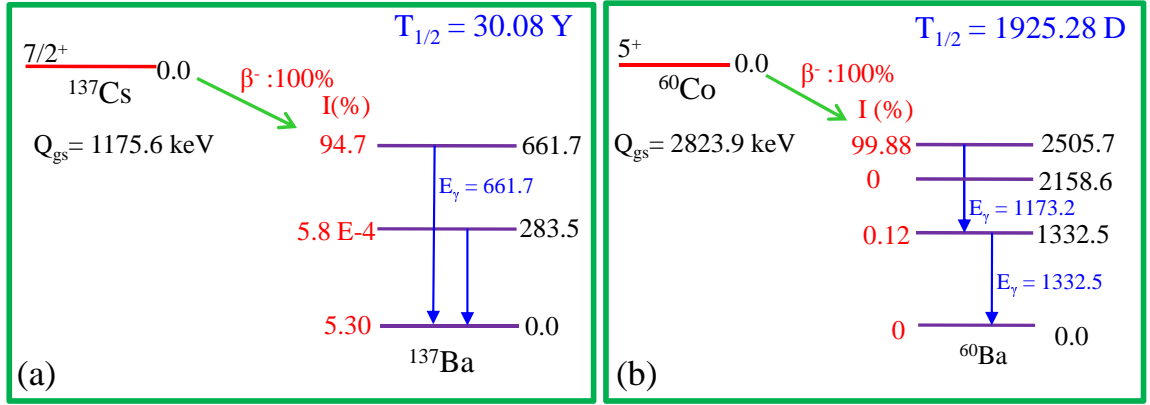 T1/2 = 30.08 Y
7/2+
0.0
137Cs
β- :100%
I(%)
Qgs= 1175.6 keV
94.7
661.7
Eγ = 661.7
5.8 E-4
283.5
5.30
0.0
137Ba
(a)
T1/2 = 1925.28 D
5+
0.0
60Co
β- :100%
I (%)
Qgs= 2823.9 keV
99.88
2505.7
0
2158.6
Eγ = 1173.2
0.12
1332.5
Eγ = 1332.5
0
0.0
60Ba
(b)